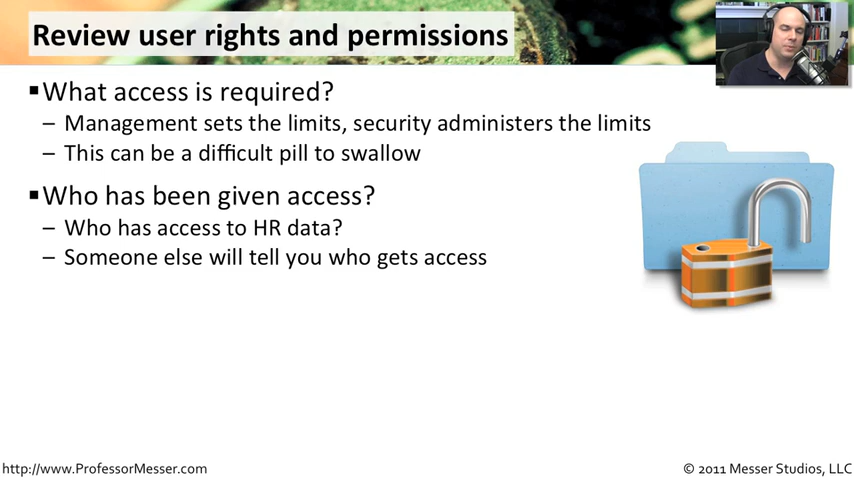 Review user rights and permissions
▪What access is required?
– Management sets the limits, security administers the limits
– This can be a difficult pill to swallow
▪Who has been given access?
– Who has access to HR data?
– Someone else will tell you who gets access
http://www.ProfessorMesser.com
© 2011 Messer Studios, LLC